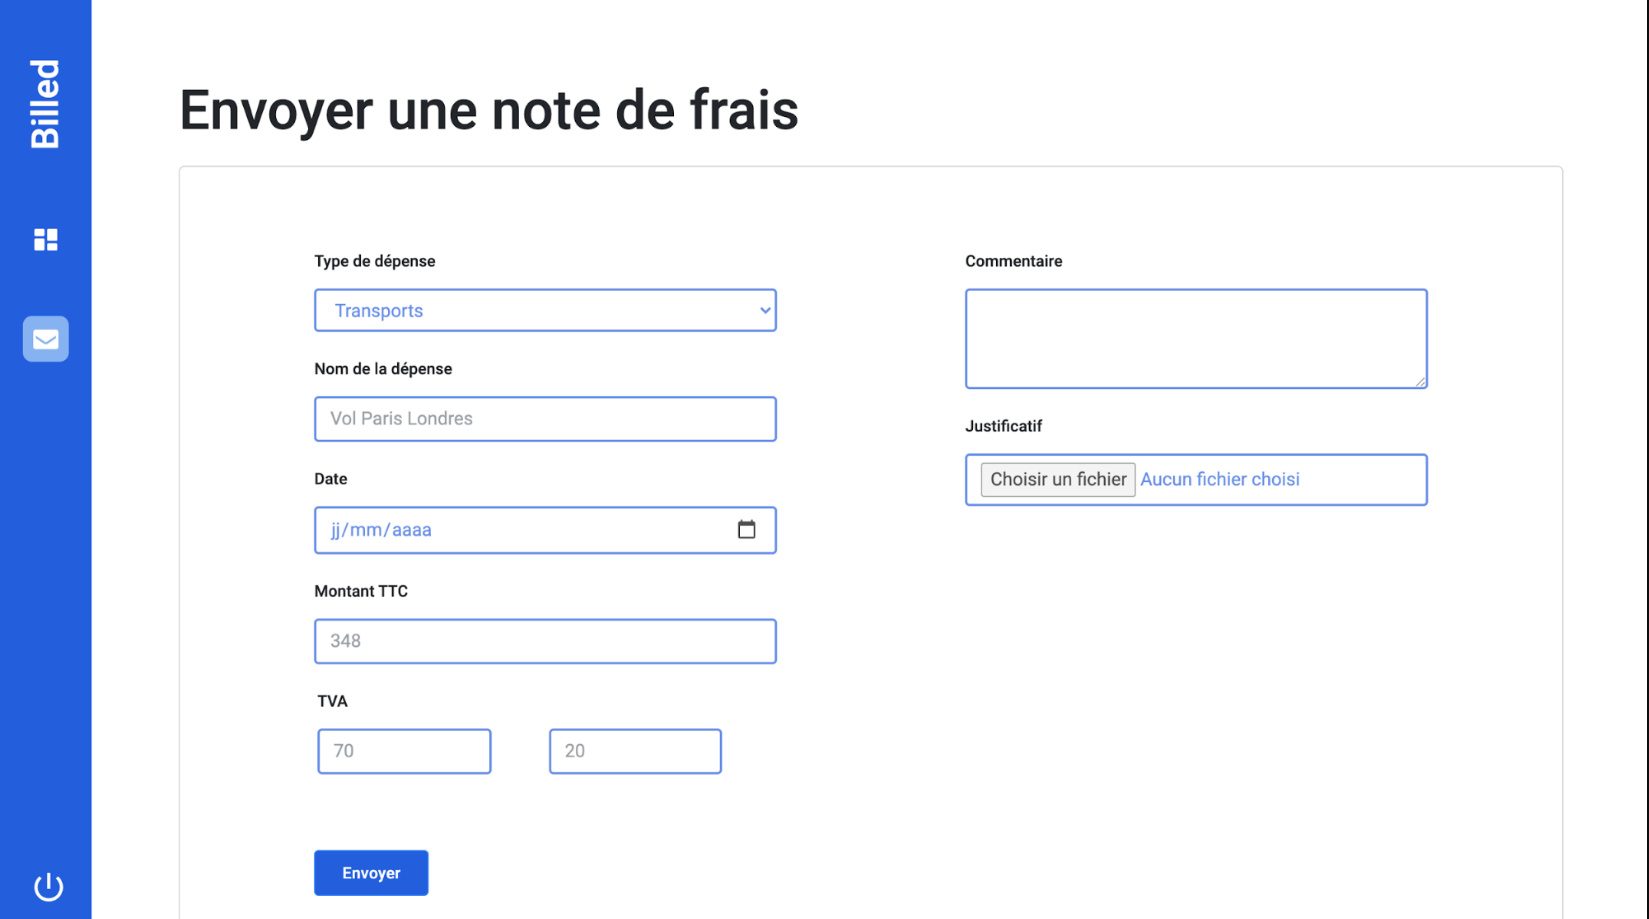 Billed
Envoyer une note de frais
Type de dépense
Transports
Nom de la dépense
Vol Paris Londres
Date
jj/mm/aaaa
Montant TTC
348
TVA
70 20
Envoyer
Commentaire
Justificatif
Choisir un fichier Aucun fichier choisi